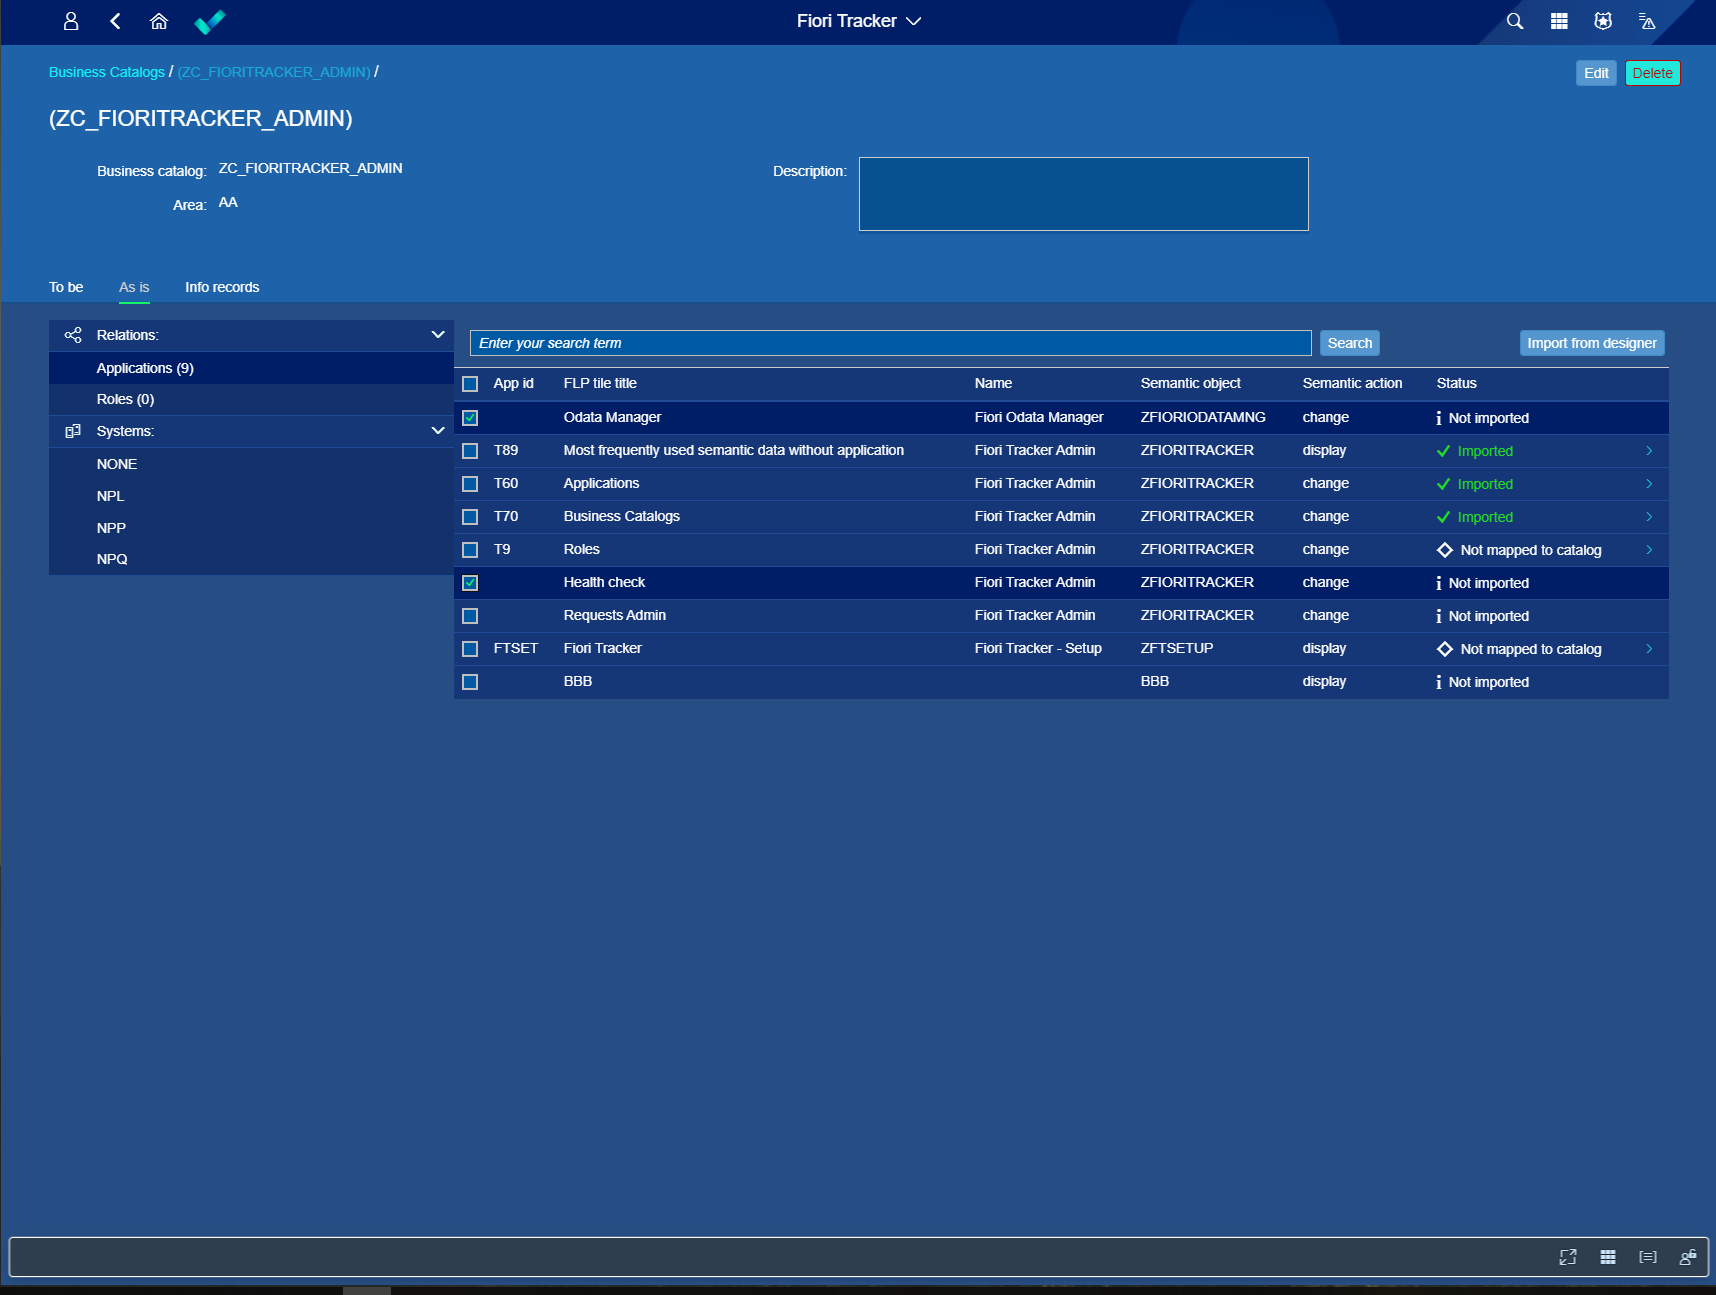 Fiori Tracker
Business Catalogs / (ZC_FIORITRACKER_ADMIN) /
Edit Delete
(ZC_FIORITRACKER_ADMIN)
Business catalog: ZC_FIORITRACKER_ADMIN
Description:
Area: AA
To be As is Info records
Relations:
Applications (9)
Roles (0)
Systems:
NONE
NPL
NPP
NPQ
Enter your search term Search Import from designer
App id FLP tile title Name Semantic object Semantic action Status
Odata Manager Fiori Odata Manager ZFIORIODATAMNG change Not imported
T89 Most frequently used semantic data without application Fiori Tracker Admin ZFIORITRACKER display Imported
T60 Applications Fiori Tracker Admin ZFIORITRACKER change Imported
T70 Business Catalogs Fiori Tracker Admin ZFIORITRACKER change Imported
T9 Roles Fiori Tracker Admin ZFIORITRACKER change Not mapped to catalog
Health check Fiori Tracker Admin ZFIORITRACKER change Not imported
Requests Admin Fiori Tracker Admin ZFIORITRACKER change Not imported
FTSET Fiori Tracker Fiori Tracker - Setup ZFTSETUP display Not mapped to catalog
BBB BBB display Not imported